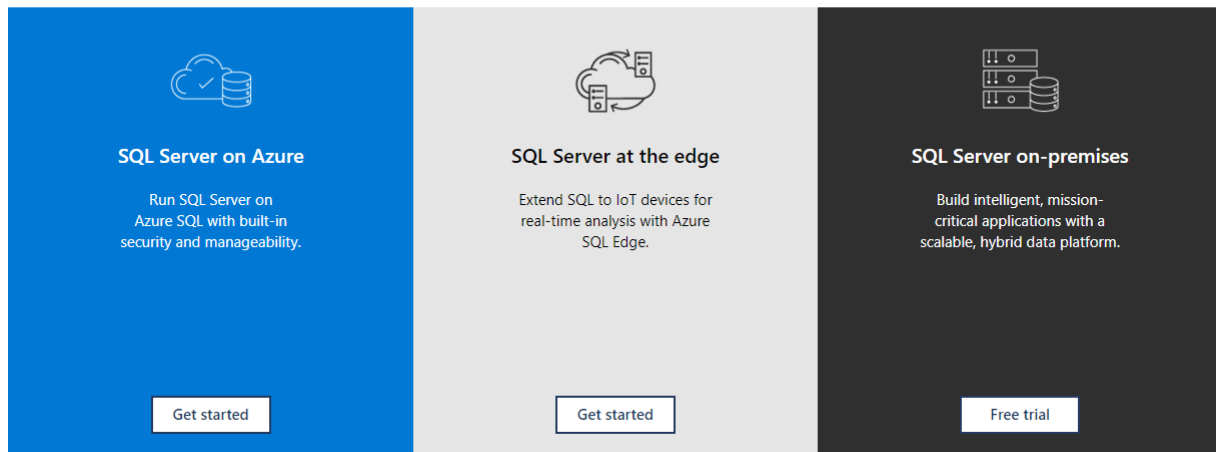 SQL Server on Azure
Run SQL Server on
Azure SQL with built-in
security and manageability.
Get started
SQL Server at the edge
Extend SQL to IoT devices for
real-time analysis with Azure
SQL Edge.
Get started
SQL Server on-premises
Build intelligent, mission-
critical applications with a
scalable, hybrid data platform.
Free trial